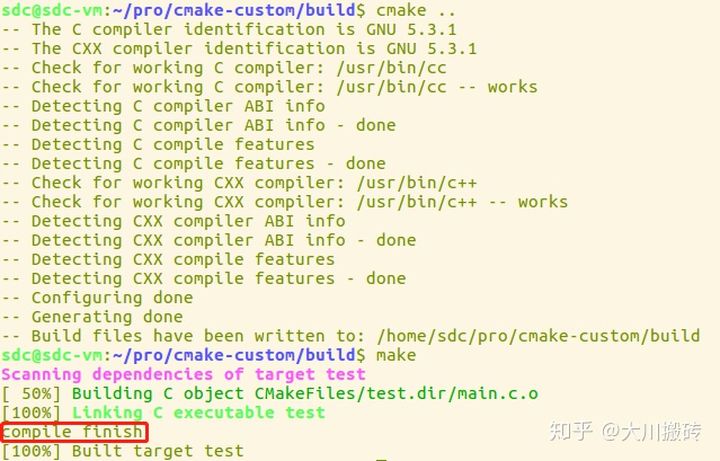 sdc@sdc-vm:~/pro/cmake-custom/build$ cmake ..
-- The C compiler identification is GNU 5.3.1
-- The CXX compiler identification is GNU 5.3.1
-- Check for working C compiler: /usr/bin/cc
-- Check for working C compiler: /usr/bin/cc -- works
-- Detecting C compiler ABI info
-- Detecting C compiler ABI info - done
-- Detecting C compile features
-- Detecting C compile features - done
-- Check for working CXX compiler: /usr/bin/c++
-- Check for working CXX compiler: /usr/bin/c++ -- works
-- Detecting CXX compiler ABI info
-- Detecting CXX compiler ABI info - done
-- Detecting CXX compile features
-- Detecting CXX compile features - done
-- Configuring done
-- Generating done
-- Build files have been written to: /home/sdc/pro/cmake-custom/build
sdc@sdc-vm:~/pro/cmake-custom/build$ make
Scanning dependencies of target test
[ 50%] Building C object CMakeFiles/test.dir/main.c.o
[100%] Linking C executable test
compile finish
[100%] Built target test
知乎 @大川搬砖